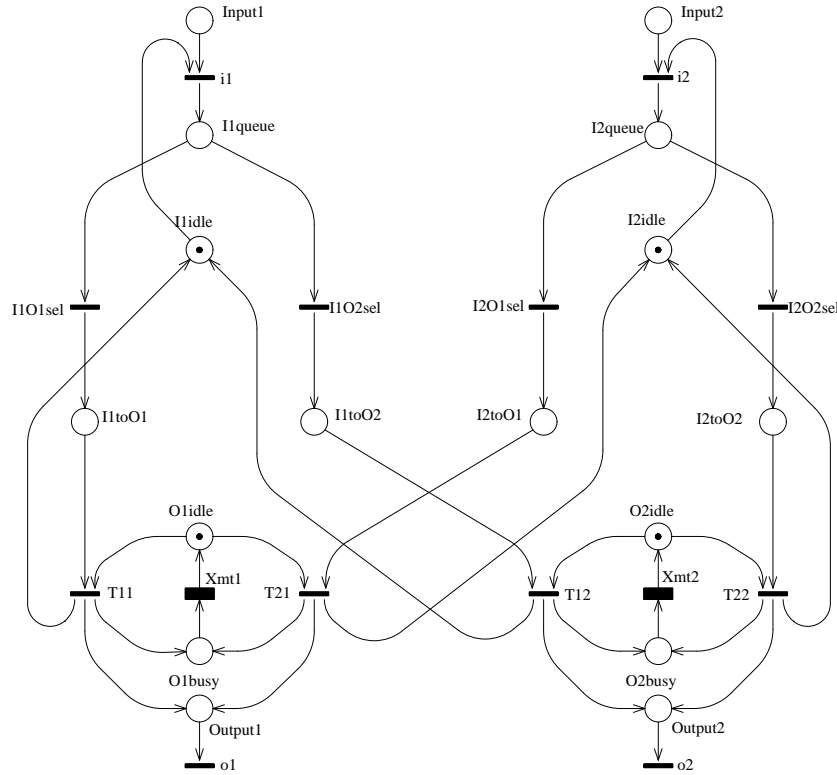 Input1
Input2
i1
i2
I1queue
I2queue
I1idle
I2idle
I1O1sel
I1O2sel
I2O1sel
I2O2sel
I1toO1
I1toO2
I2toO1
I2toO2
O1idle
O2idle
Xmt1
Xmt2
T11
T21
T12
T22
O1busy
O2busy
Output1
Output2
o1
o2